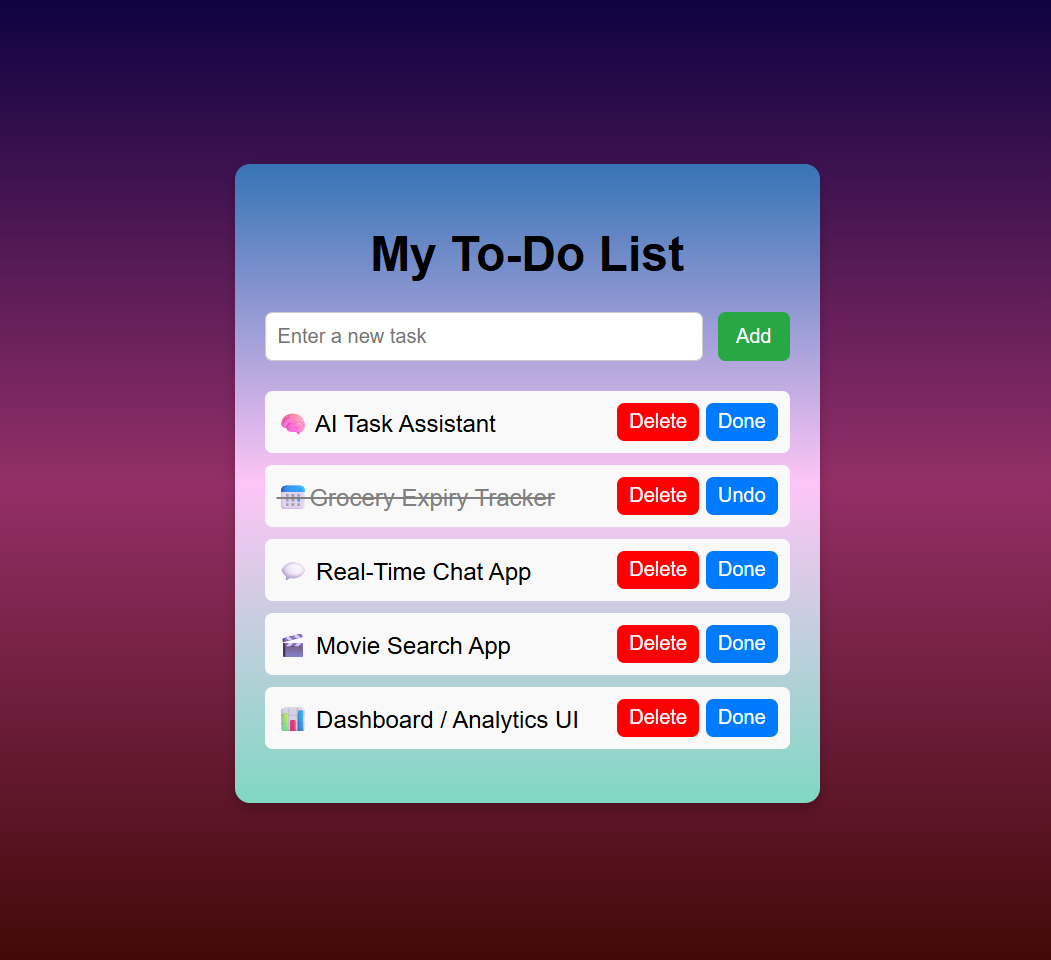 My To-Do List
Enter a new task Add
🧠 AI Task Assistant Delete Done
🗓️ Grocery Expiry Tracker Delete Undo
💬 Real-Time Chat App Delete Done
🎬 Movie Search App Delete Done
📊 Dashboard / Analytics UI Delete Done